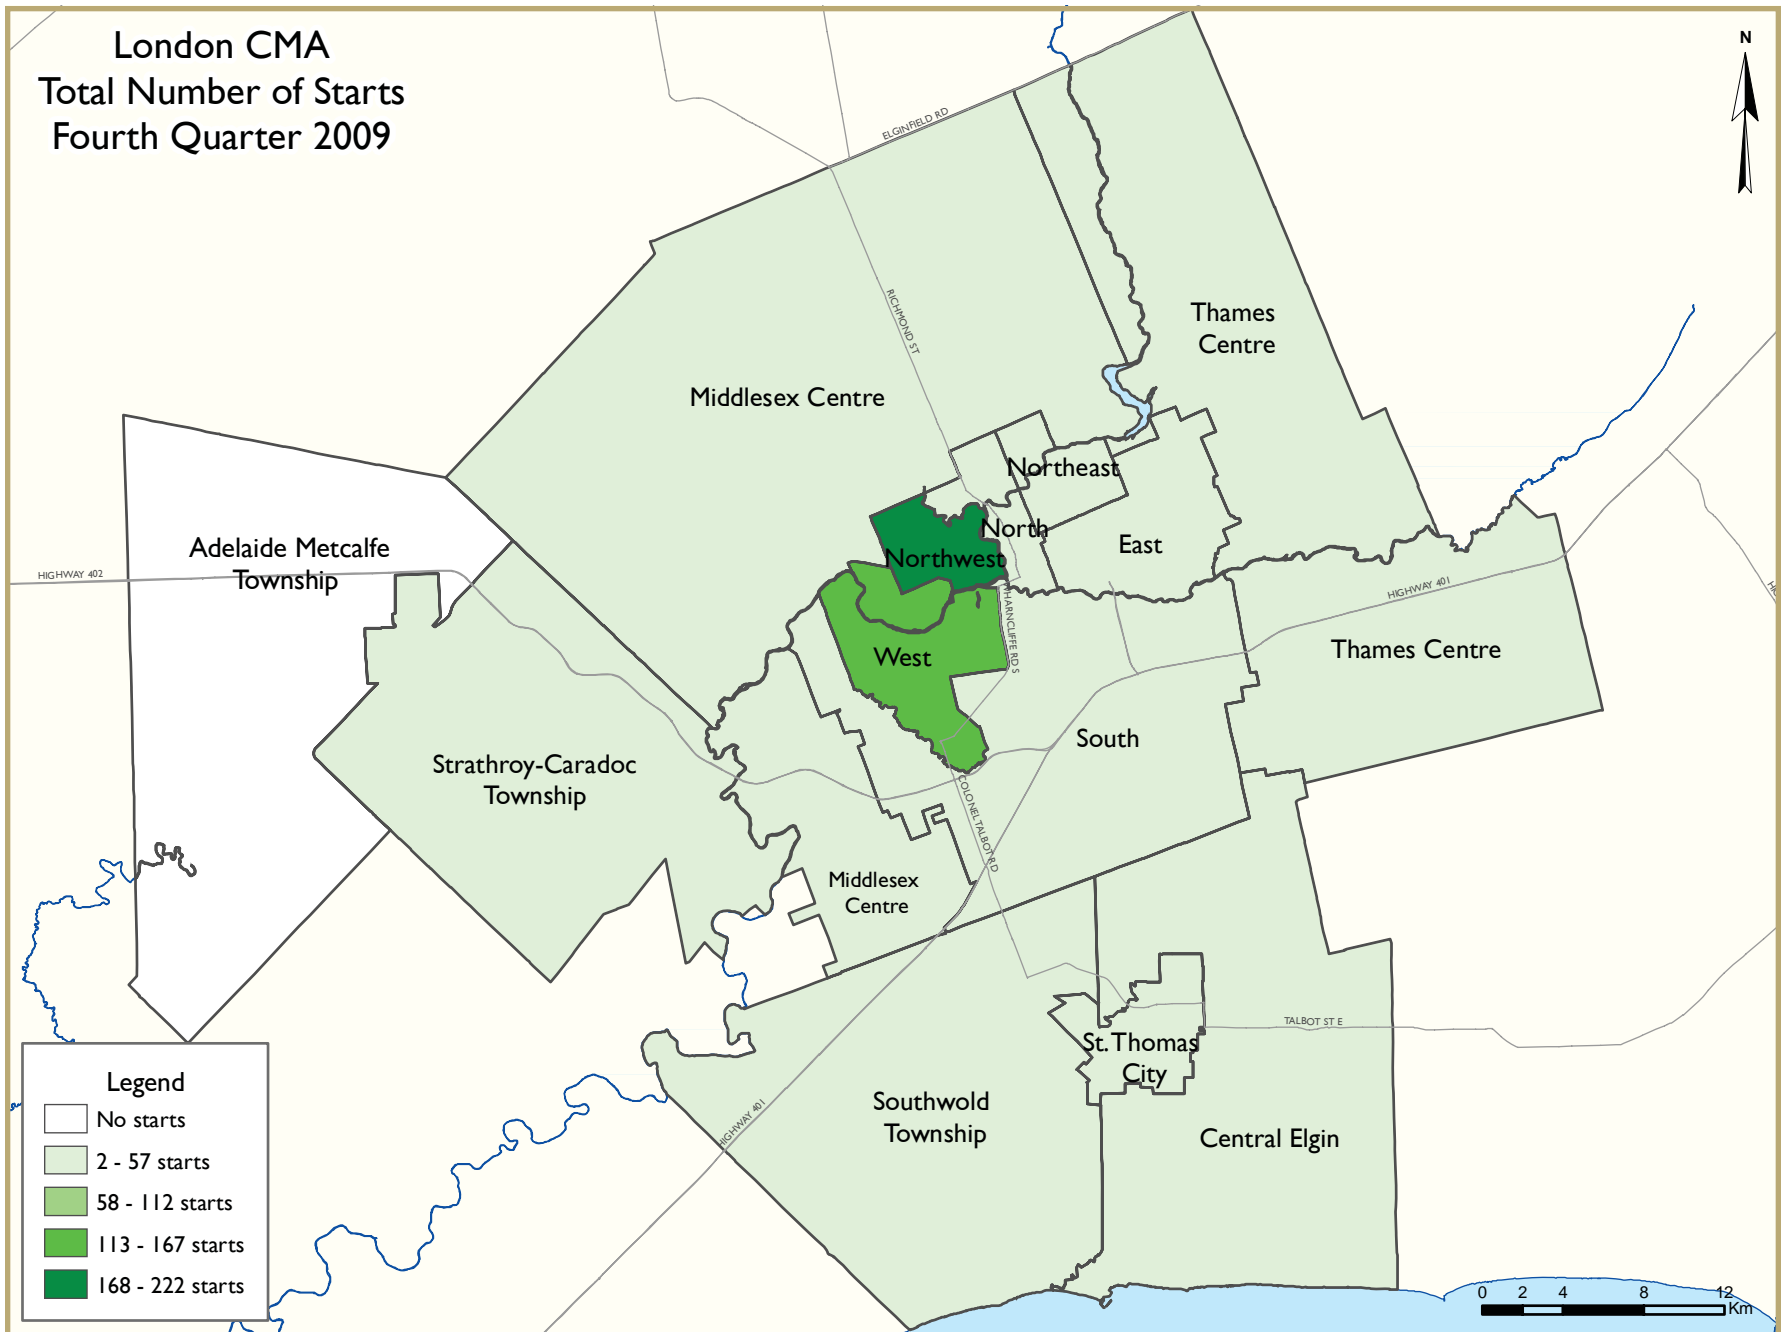 London CMA
Total Number of Starts
Fourth Quarter 2009
N
ELGINFIELD RD
RICHMOND ST
Thames
Centre
Middlesex Centre
Northeast
North
East
Northwest
Adelaide Metcalfe
Township
HIGHWAY 402
HIGHWAY 401
WHARNCLIFFE RD S
West
Thames Centre
South
Strathroy-Caradoc
Township
COLONEL TALBOT RD
Middlesex
Centre
TALBOT ST E
St. Thomas
City
Southwold
Township
Central Elgin
HIGHWAY 401
Legend
No starts
2 - 57 starts
58 - 112 starts
113 - 167 starts
168 - 222 starts
0 2 4 8 12
Km